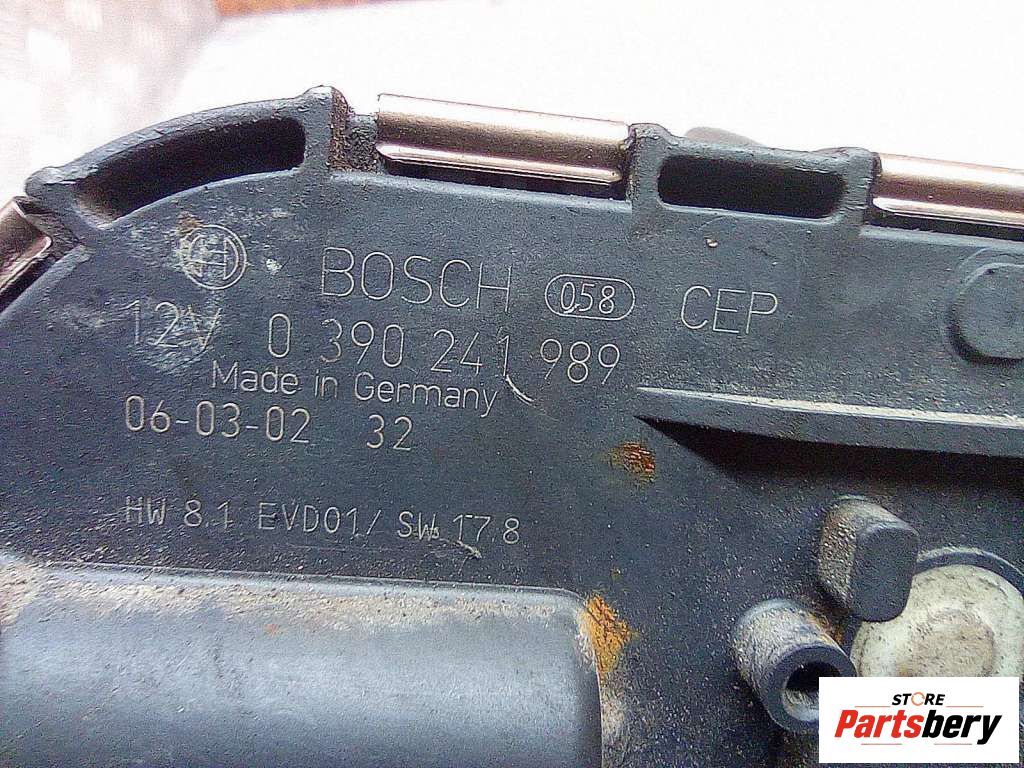 BOSCH 058 CEP
12V 0 390 241 989
Made in Germany
06-03-02 32
HW 8.1 EVD01/ SW 17.8
STORE
Partsbery